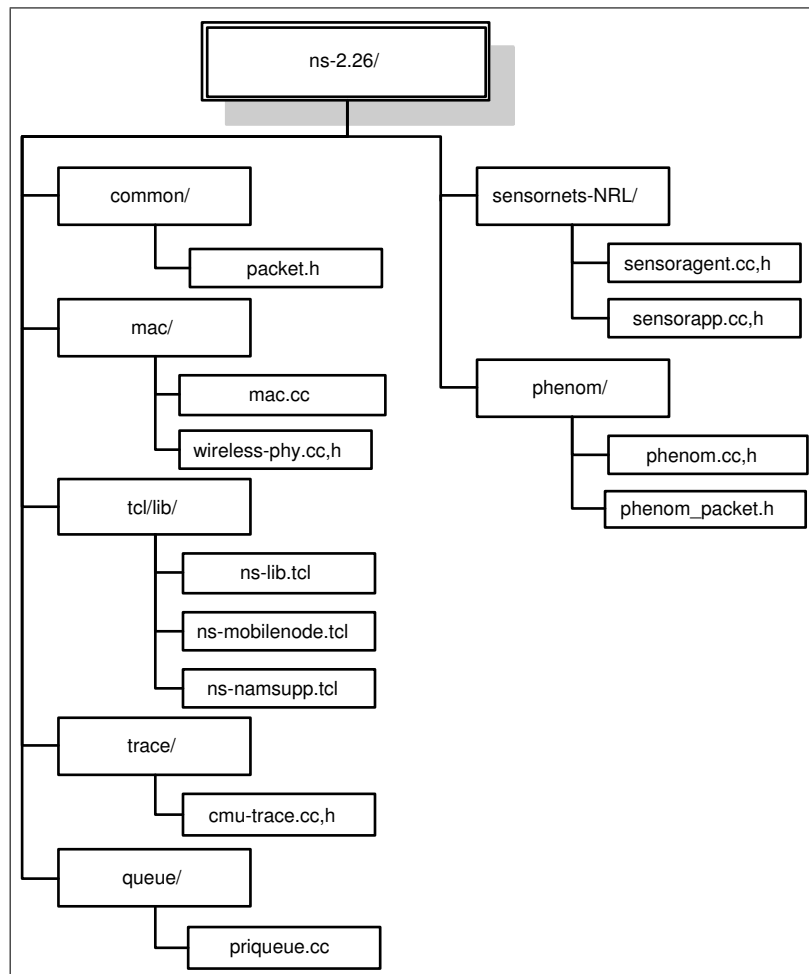 ns-2.26/
common/
packet.h
mac/
mac.cc
wireless-phy.cc,h
tcl/lib/
ns-lib.tcl
ns-mobilenode.tcl
ns-namsupp.tcl
trace/
cmu-trace.cc,h
queue/
priqueue.cc
sensornets-NRL/
sensoragent.cc,h
sensorapp.cc,h
phenom/
phenom.cc,h
phenom_packet.h